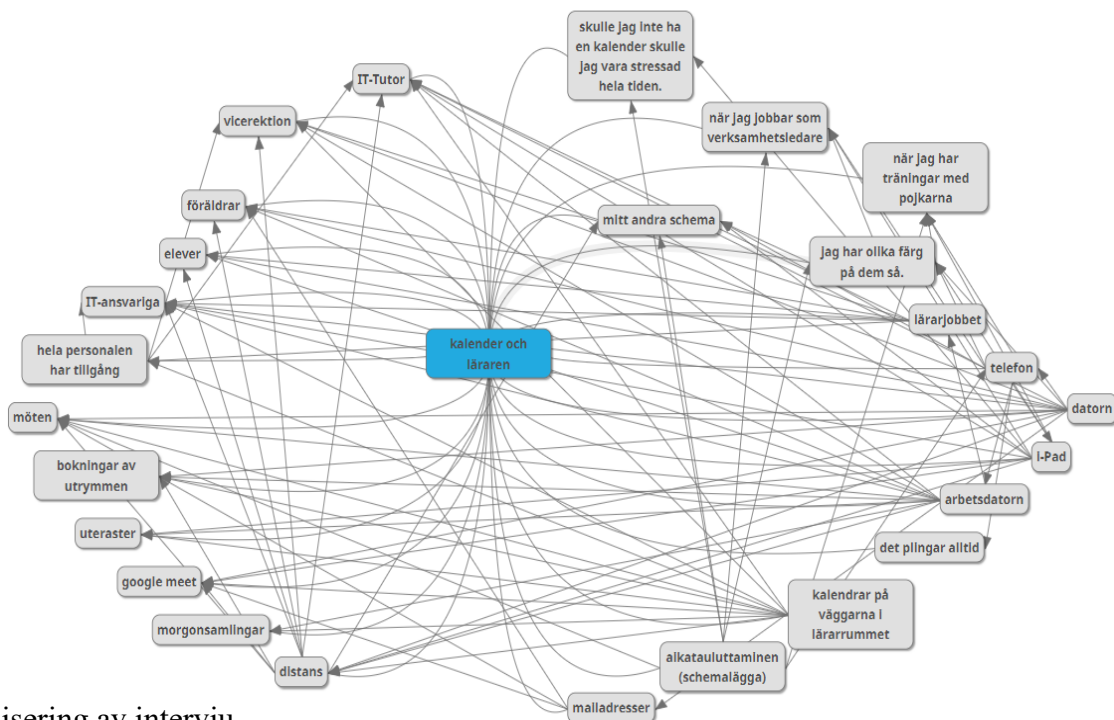 skulle jag inte ha
en kalender skulle
jag vara stressad
hela tiden.
IT-Tutor
när jag jobbar som
verksamhetsledare
vicerektion
när jag har
träningar med
pojkarna
föräldrar
mitt andra schema
elever
Jag har olika färg
på dem så.
IT-ansvariga
lärarjobbet
hela personalen
har tillgång
kalender och
läraren
telefon
möten
datorn
I-Pad
bokningar av
utrymmen
arbetsdatorn
uteraster
det plingar alltid
google meet
kalendrar på
väggarna i
lärarrummet
morgonsamlingar
distans
aikatauluttaminen
(schemalägga)
mailadresser
isering av intervju